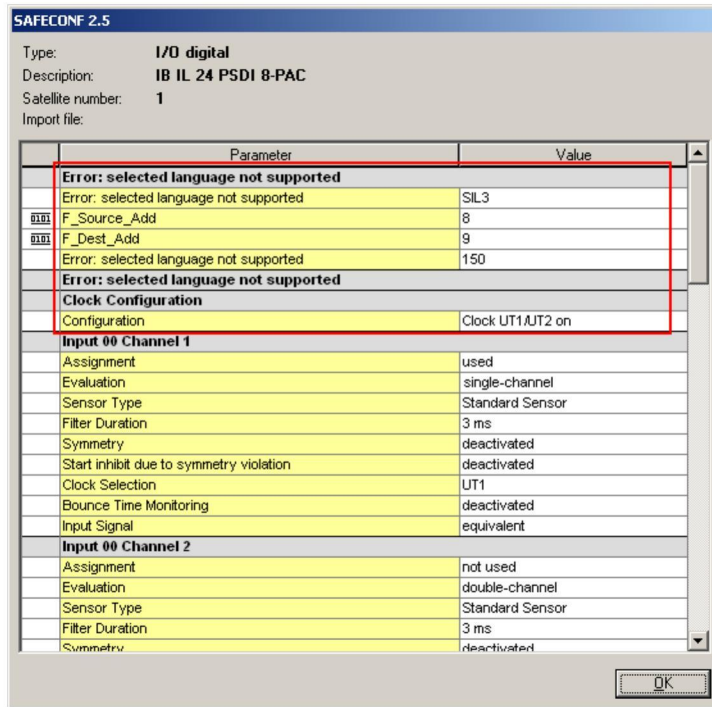 SAFECONF 2.5
Type: I/O digital
Description: IB IL 24 PSDI 8-PAC
Satellite number: 1
Import file:
Parameter Value
Error: selected language not supported
Error: selected language not supported SIL3
0101 F_Source_Add 8
0101 F_Dest_Add 9
Error: selected language not supported 150
Error: selected language not supported
Clock Configuration
Configuration Clock UT1/UT2 on
Input 00 Channel 1
Assignment used
Evaluation single-channel
Sensor Type Standard Sensor
Filter Duration 3 ms
Symmetry deactivated
Start inhibit due to symmetry violation deactivated
Clock Selection UT1
Bounce Time Monitoring deactivated
Input Signal equivalent
Input 00 Channel 2
Assignment not used
Evaluation double-channel
Sensor Type Standard Sensor
Filter Duration 3 ms
Symmetry deactivated
OK